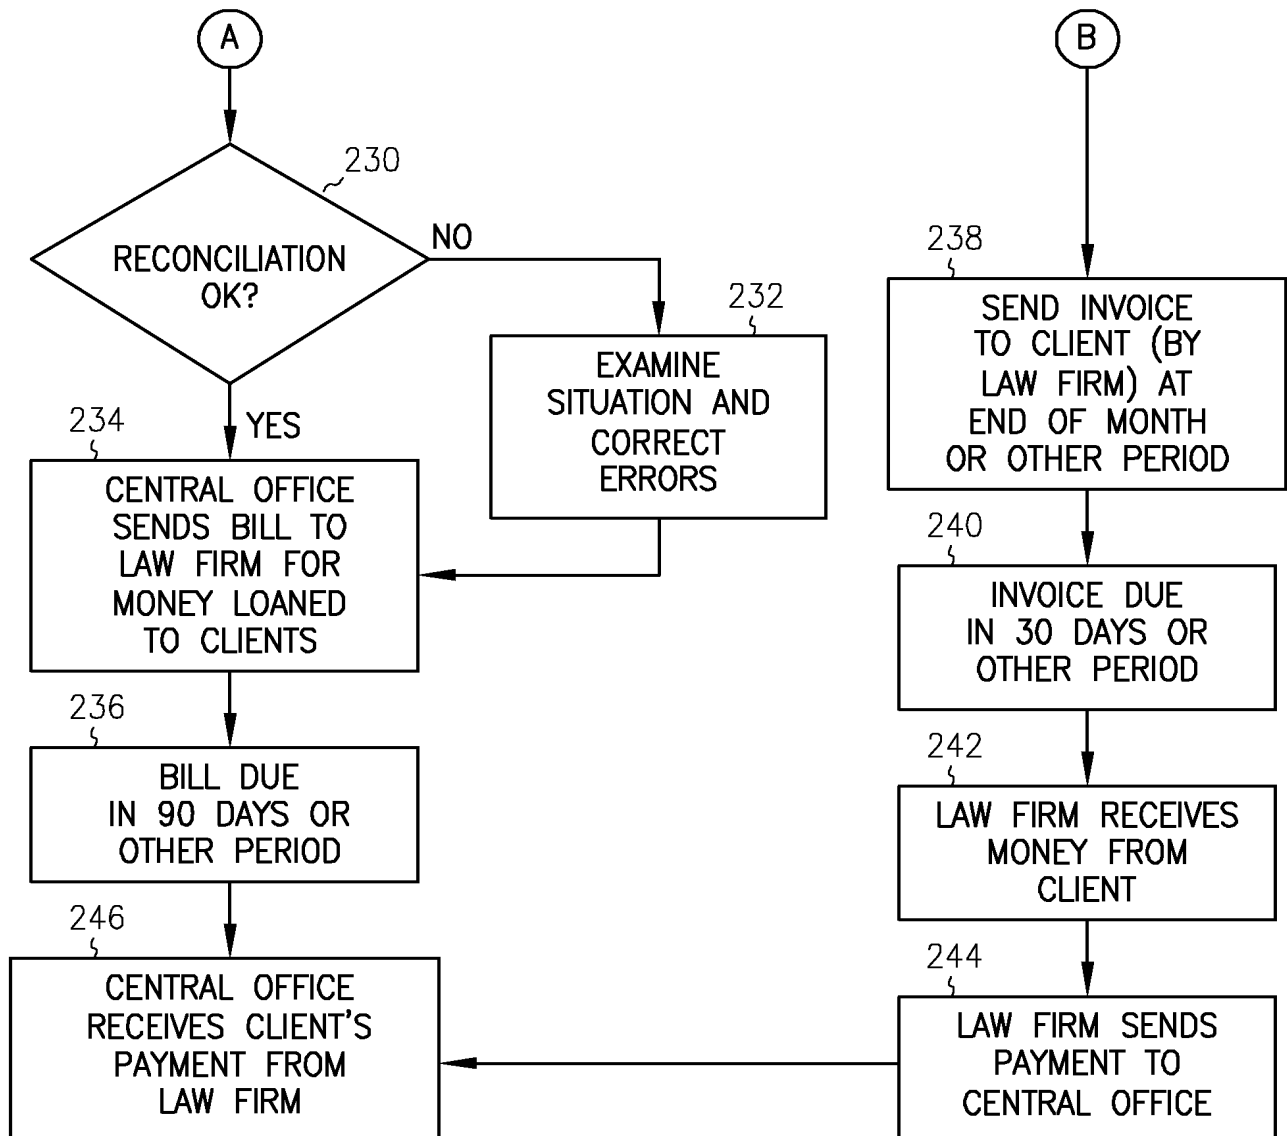 A
230
RECONCILIATION
OK?
NO
232
EXAMINE
SITUATION AND
CORRECT
ERRORS
YES
234
CENTRAL OFFICE
SENDS BILL TO
LAW FIRM FOR
MONEY LOANED
TO CLIENTS
236
BILL DUE
IN 90 DAYS OR
OTHER PERIOD
246
CENTRAL OFFICE
RECEIVES CLIENT'S
PAYMENT FROM
LAW FIRM
B
238
SEND INVOICE
TO CLIENT (BY
LAW FIRM) AT
END OF MONTH
OR OTHER PERIOD
240
INVOICE DUE
IN 30 DAYS OR
OTHER PERIOD
242
LAW FIRM RECEIVES
MONEY FROM
CLIENT
244
LAW FIRM SENDS
PAYMENT TO
CENTRAL OFFICE